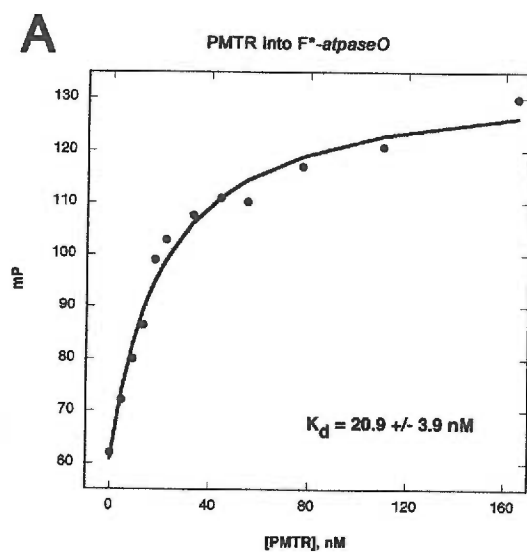 A
PMTR into F*-atpaseO
130
120
110
100
90
80
70
60
mP
Kd = 20.9 +/- 3.9 nM
0 40 80 120 160
[PMTR], nM